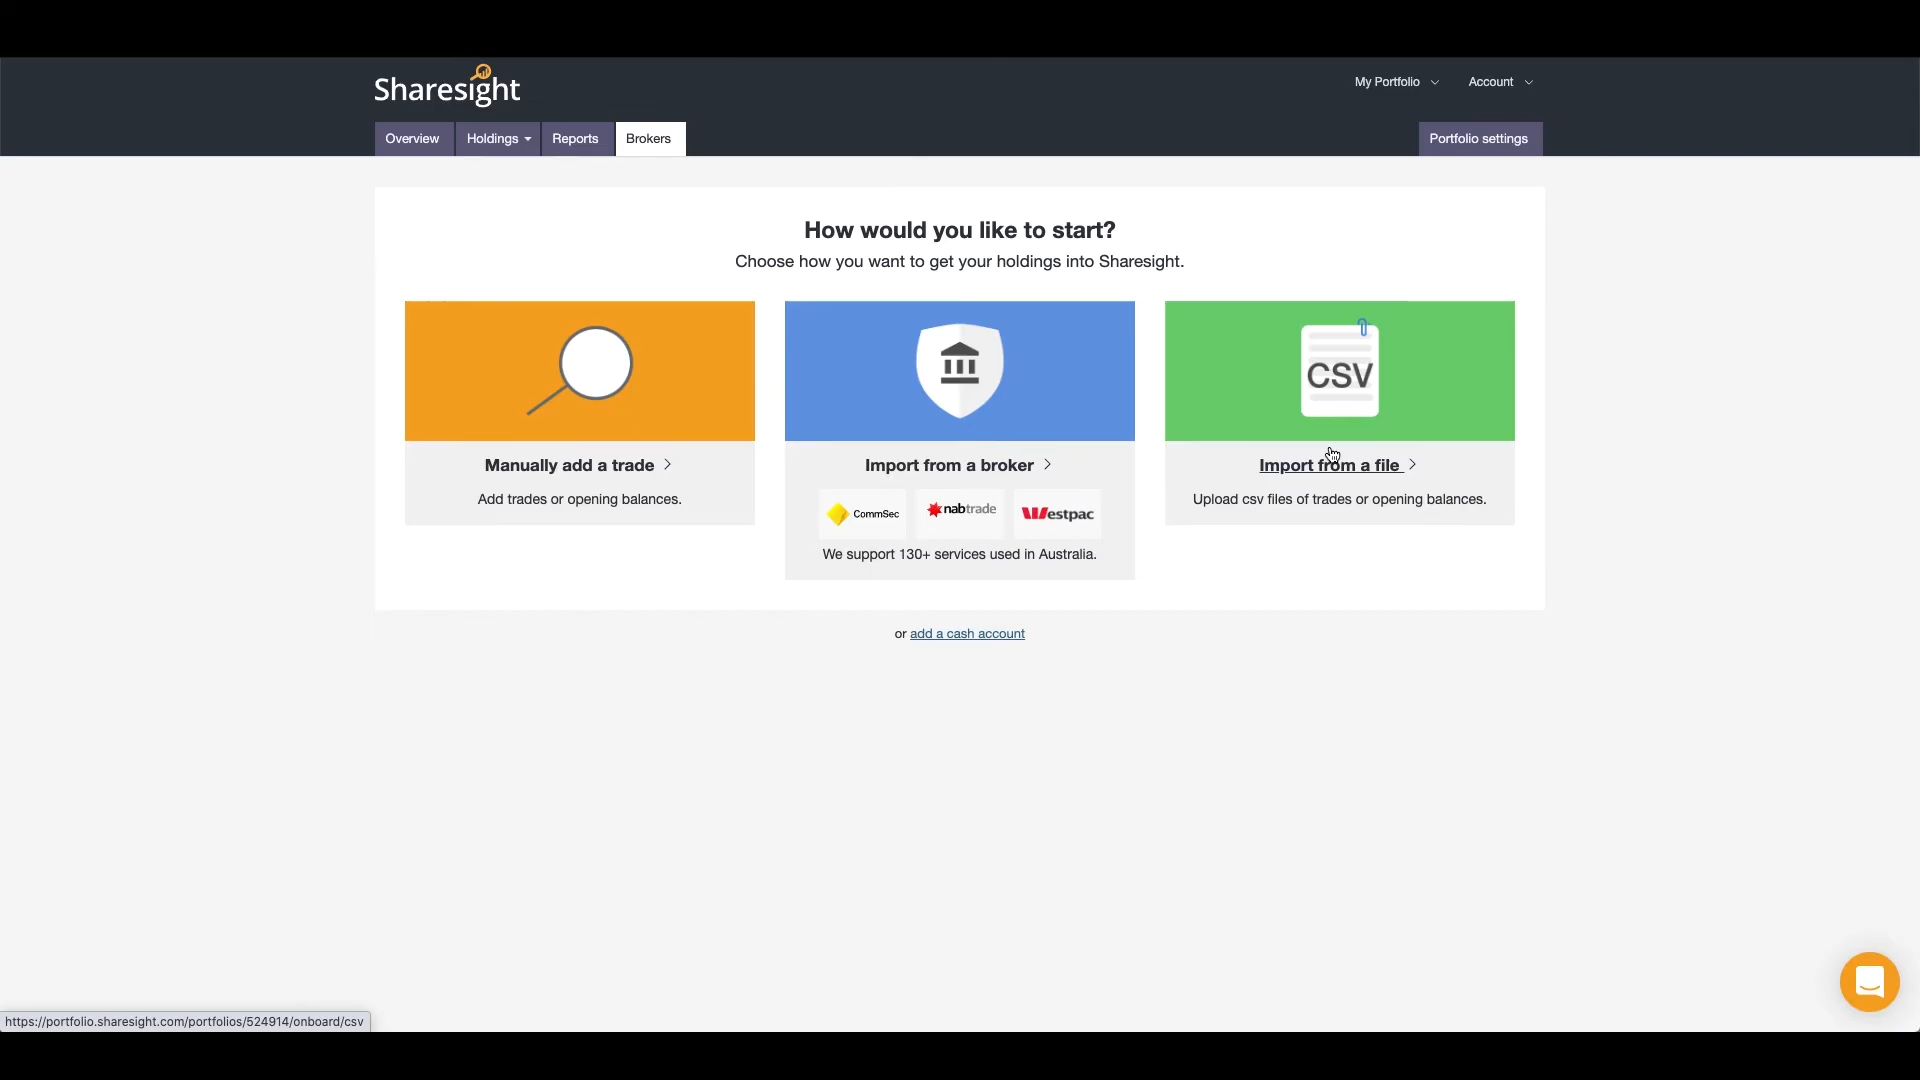 Sharesight
My Portfolio
Account
Overview
Holdings
Reports
Brokers
Portfolio settings
How would you like to start?
Choose how you want to get your holdings into Sharesight.
CSV
Manually add a trade
Add trades or opening balances.
Import from a broker
CommSec
nabtrade
Westpac
We support 130+ services used in Australia.
Import from a file
Upload csv files of trades or opening balances.
or add a cash account
https://portfolio.sharesight.com/portfolios/524914/onboard/csv